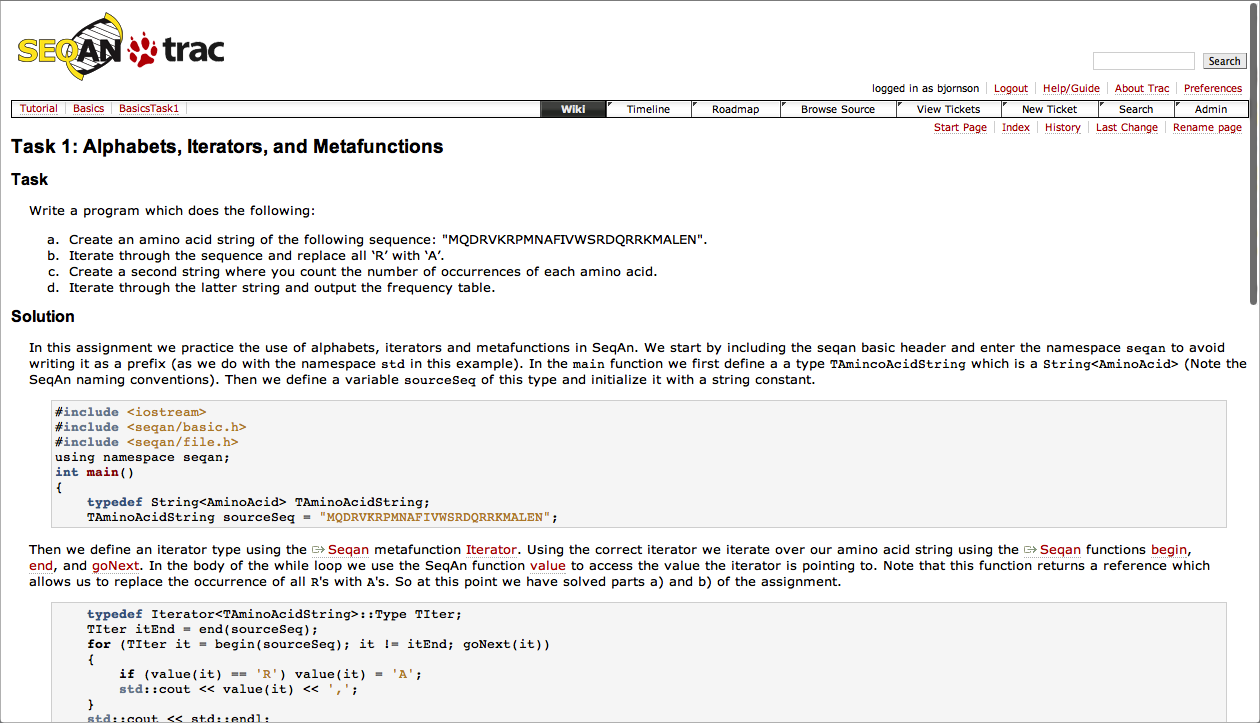 SEQAN trac
Search
logged in as bjornson Logout Help/Guide About Trac Preferences
Tutorial Basics BasicsTask1 Wiki Timeline Roadmap Browse Source View Tickets New Ticket Search Admin
Start Page Index History Last Change Rename page
Task 1: Alphabets, Iterators, and Metafunctions
Task
Write a program which does the following:
a. Create an amino acid string of the following sequence: "MQDRVKRPMNAFIVWSRDQRRKMALEN".
b. Iterate through the sequence and replace all ‘R’ with ‘A’.
c. Create a second string where you count the number of occurrences of each amino acid.
d. Iterate through the latter string and output the frequency table.
Solution
In this assignment we practice the use of alphabets, iterators and metafunctions in SeqAn. We start by including the seqan basic header and enter the namespace seqan to avoid
writing it as a prefix (as we do with the namespace std in this example). In the main function we first define a a type TAmincoAcidString which is a String<AminoAcid> (Note the
SeqAn naming conventions). Then we define a variable sourceSeq of this type and initialize it with a string constant.
#include <iostream>
#include <seqan/basic.h>
#include <seqan/file.h>
using namespace seqan;
int main()
{
typedef String<AminoAcid> TAminoAcidString;
TAminoAcidString sourceSeq = "MQDRVKRPMNAFIVWSRDQRRKMALEN";
Then we define an iterator type using the Seqan metafunction Iterator. Using the correct iterator we iterate over our amino acid string using the Seqan functions begin,
end, and goNext. In the body of the while loop we use the SeqAn function value to access the value the iterator is pointing to. Note that this function returns a reference which
allows us to replace the occurrence of all R's with A's. So at this point we have solved parts a) and b) of the assignment.
typedef Iterator<TAminoAcidString>::Type TIter;
TIter itEnd = end(sourceSeq);
for (TIter it = begin(sourceSeq); it != itEnd; goNext(it))
{
if (value(it) == 'R') value(it) = 'A';
std::cout << value(it) << ',';
}
std::cout << std::endl;